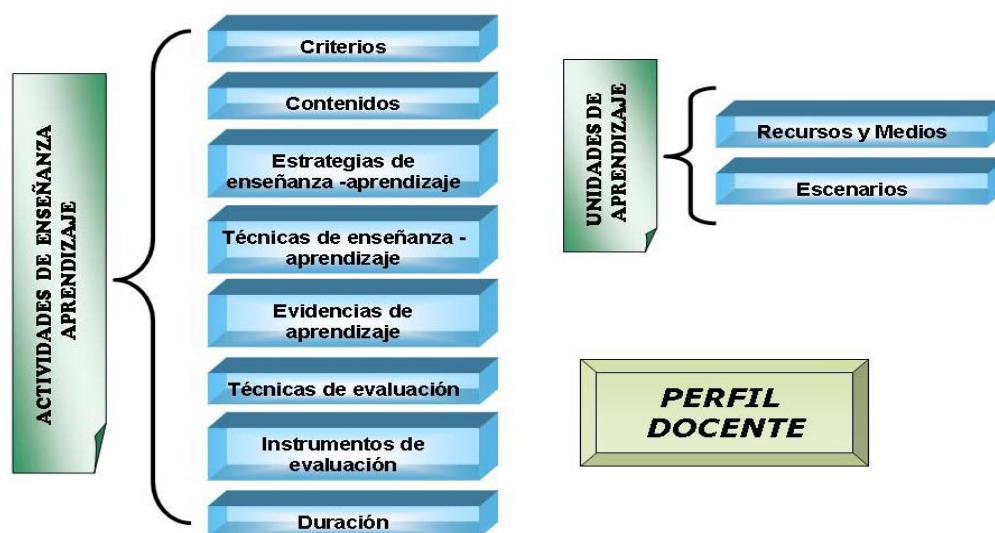 ACTIVIDADES DE ENSEÑANZA
APRENDIZAJE
Criterios
Contenidos
Estrategias de
enseñanza -aprendizaje
Técnicas de enseñanza -
aprendizaje
Evidencias de
aprendizaje
Técnicas de evaluación
Instrumentos de
evaluación
Duración
UNIDADES DE
APRENDIZAJE
Recursos y Medios
Escenarios
PERFIL
DOCENTE